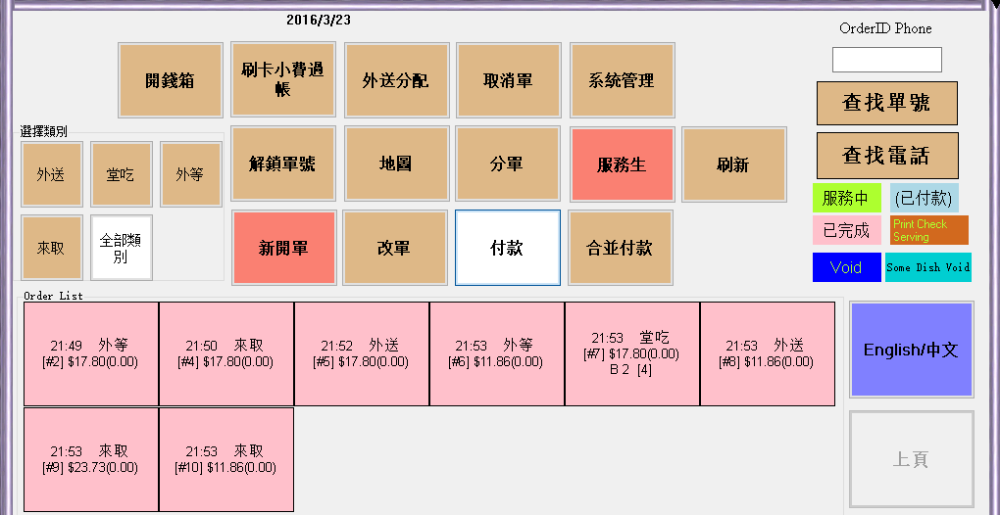 2016/3/23
OrderID Phone
開錢箱
刷卡小費過
帳
外送分配
取消單
系統管理
查找單號
選擇類別
外送
堂吃
外等
解鎖單號
地圖
分單
服務生
刷新
查找電話
服務中
(已付款)
來取
全部類
別
新開單
改單
付款
合並付款
已完成
Print Check
Serving
Void
Some Dish Void
Order List
21:49 外等
[#2] $17.80(0.00)
21:50 來取
[#4] $17.80(0.00)
21:52 外送
[#5] $17.80(0.00)
21:53 外等
[#6] $11.86(0.00)
21:53 堂吃
[#7] $17.80(0.00)
B 2 [4]
21:53 外送
[#8] $11.86(0.00)
English/中文
21:53 來取
[#9] $23.73(0.00)
21:53 來取
[#10] $11.86(0.00)
上頁